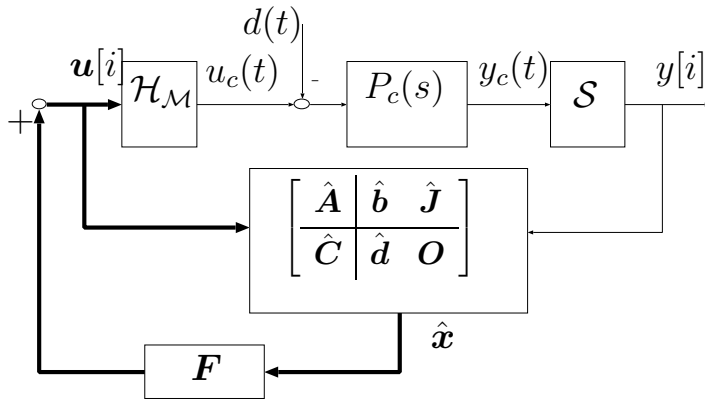 d(t)
𝒖[i] u_c(t) - y_c(t) y[i]
ℋ_ℳ P_c(s) 𝒮
+
Â b̂ Ĵ
Ĉ d̂ O
x̂
F